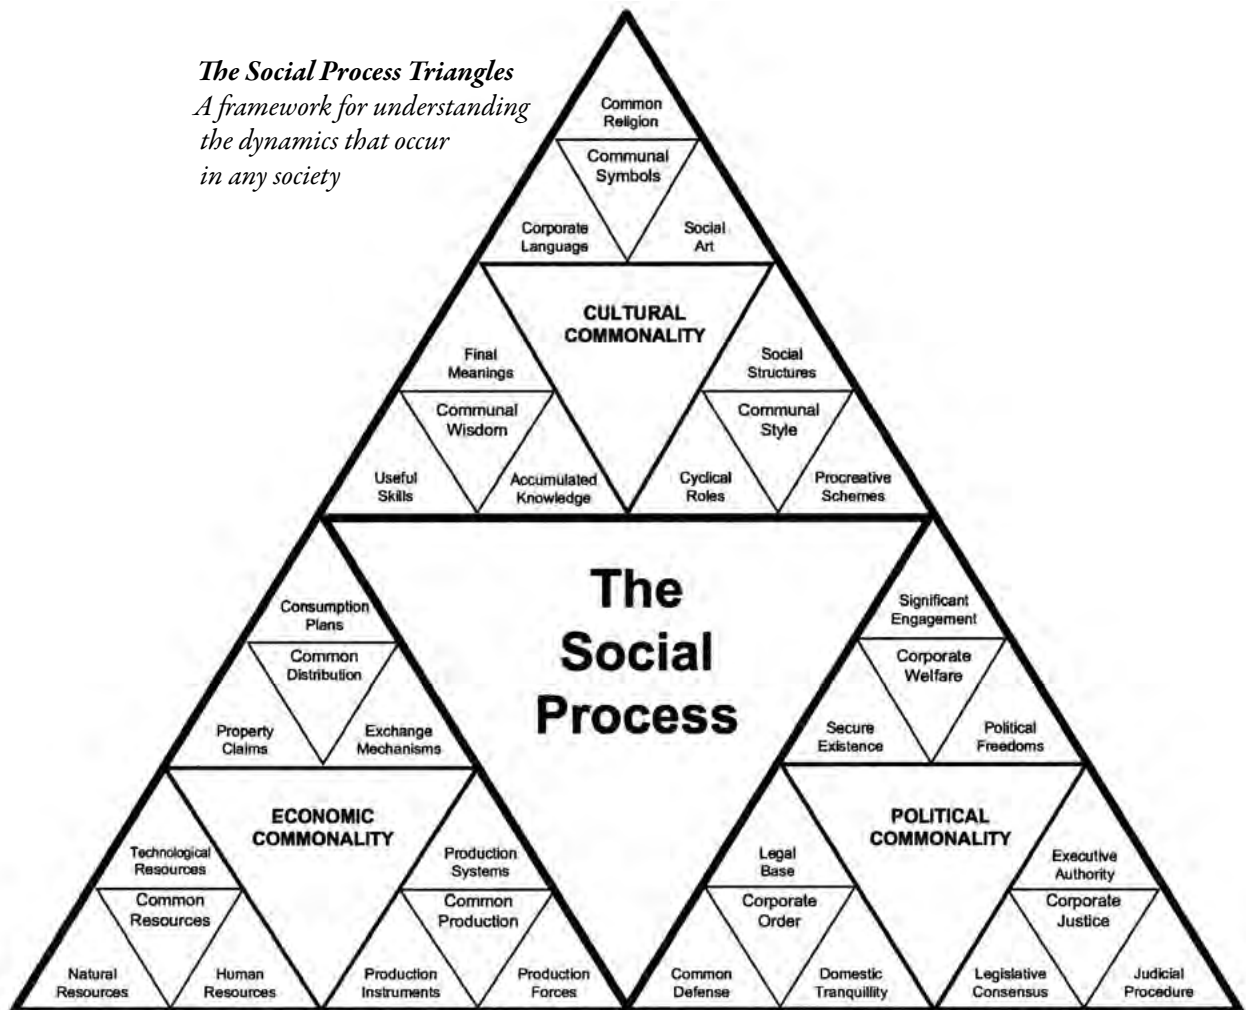 The Social Process Triangles
A framework for understanding
the dynamics that occur
in any society
Common
Religion
Communal
Symbols
Corporate
Language
Social
Art
CULTURAL
COMMONALITY
Final
Meanings
Communal
Wisdom
Useful
Skills
Accumulated
Knowledge
Social
Structures
Communal
Style
Cyclical
Roles
Procreative
Schemes
The
Social
Process
Consumption
Plans
Common
Distribution
Property
Claims
Exchange
Mechanisms
ECONOMIC
COMMONALITY
Technological
Resources
Common
Resources
Natural
Resources
Human
Resources
Production
Systems
Common
Production
Production
Instruments
Production
Forces
Significant
Engagement
Corporate
Welfare
Secure
Existence
Political
Freedoms
POLITICAL
COMMONALITY
Legal
Base
Corporate
Order
Common
Defense
Domestic
Tranquillity
Executive
Authority
Corporate
Justice
Legislative
Consensus
Judicial
Procedure